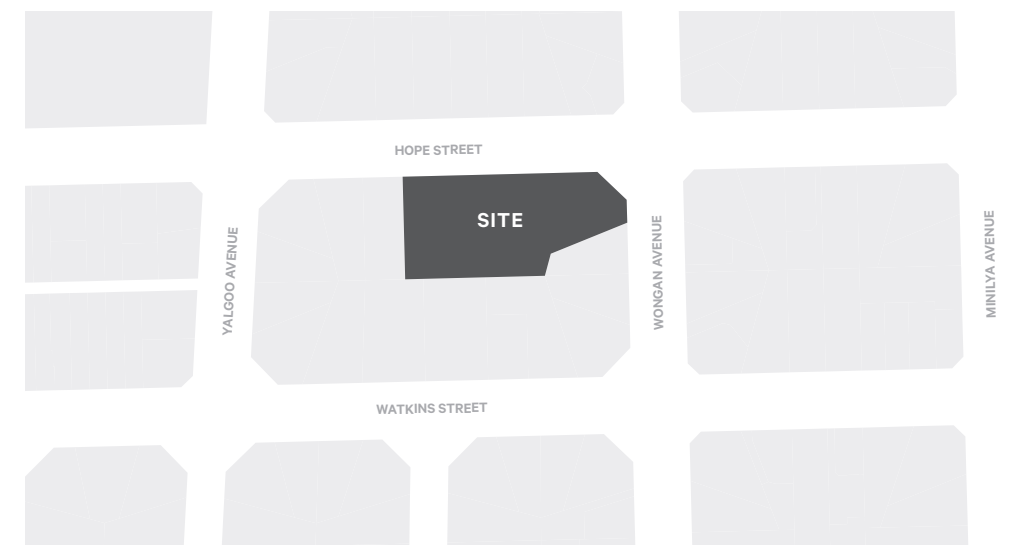 HOPE STREET
SITE
YALGOO AVENUE
WONGAN AVENUE
MINILYA AVENUE
WATKINS STREET